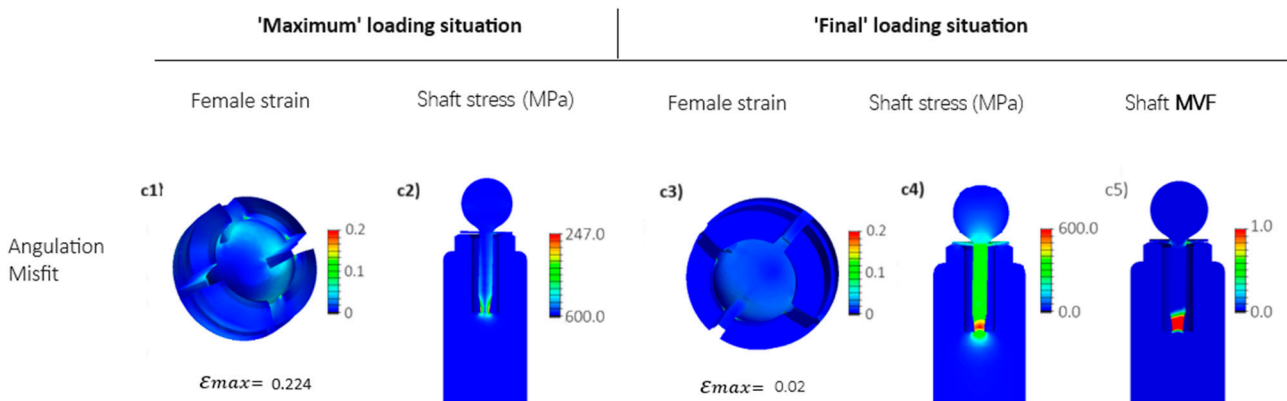 'Maximum' loading situation
'Final' loading situation
Female strain
Shaft stress (MPa)
Female strain
Shaft stress (MPa)
Shaft MVF
c1)
c2)
c3)
c4)
c5)
Angulation
Misfit
0.2
0.1
0
247.0
600.0
0.2
0.1
0
600.0
0.0
1.0
0.0
Ɛmax= 0.224
Ɛmax= 0.02